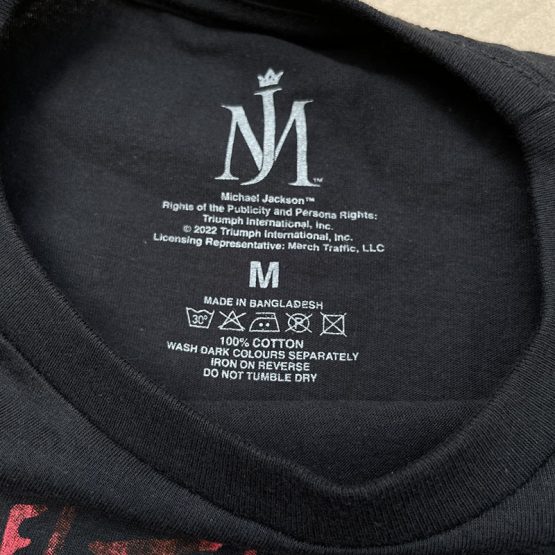 MJ™
Michael Jackson™
Rights of the Publicity and Persona Rights:
Triumph International, Inc.
© 2022 Triumph International, Inc.
Licensing Representative: Merch Traffic, LLC
M
MADE IN BANGLADESH
30° P
100% COTTON
WASH DARK COLOURS SEPARATELY
IRON ON REVERSE
DO NOT TUMBLE DRY